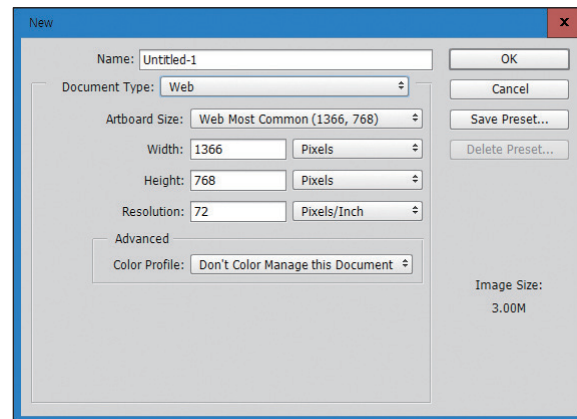 New
x
Name: Untitled-1
OK
Document Type: Web
Cancel
Artboard Size: Web Most Common (1366, 768)
Save Preset...
Width: 1366 Pixels
Delete Preset...
Height: 768 Pixels
Resolution: 72 Pixels/Inch
Advanced
Color Profile: Don't Color Manage this Document
Image Size:
3.00M